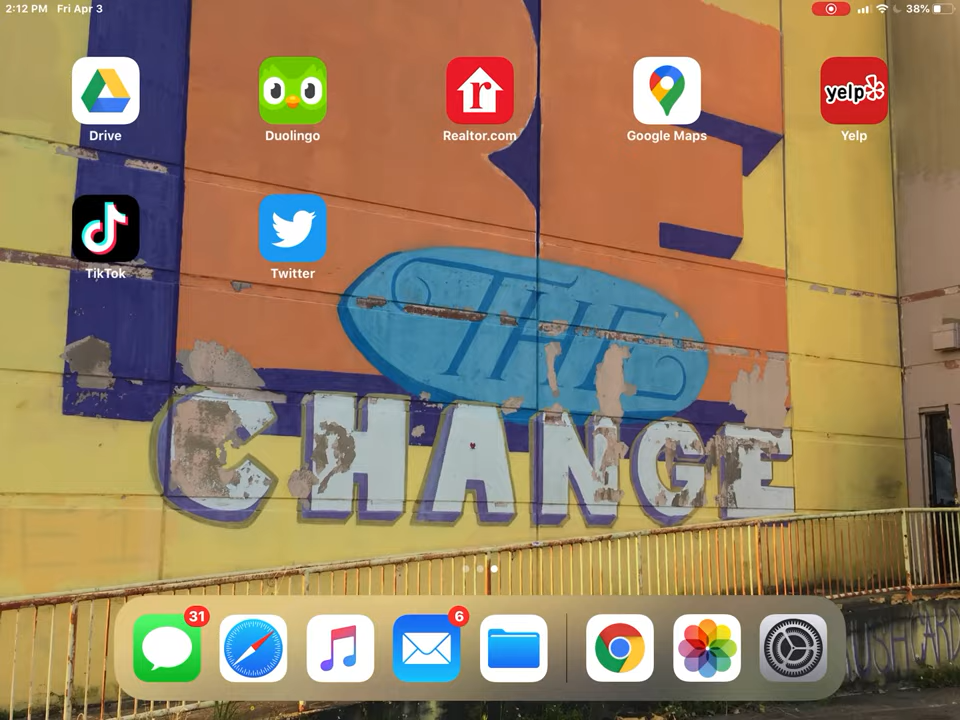 2:12 PM Fri Apr 3 38%
Drive Duolingo Realtor.com Google Maps Yelp
r yelp
TikTok Twitter
BE
THE
CHANGE
31 6